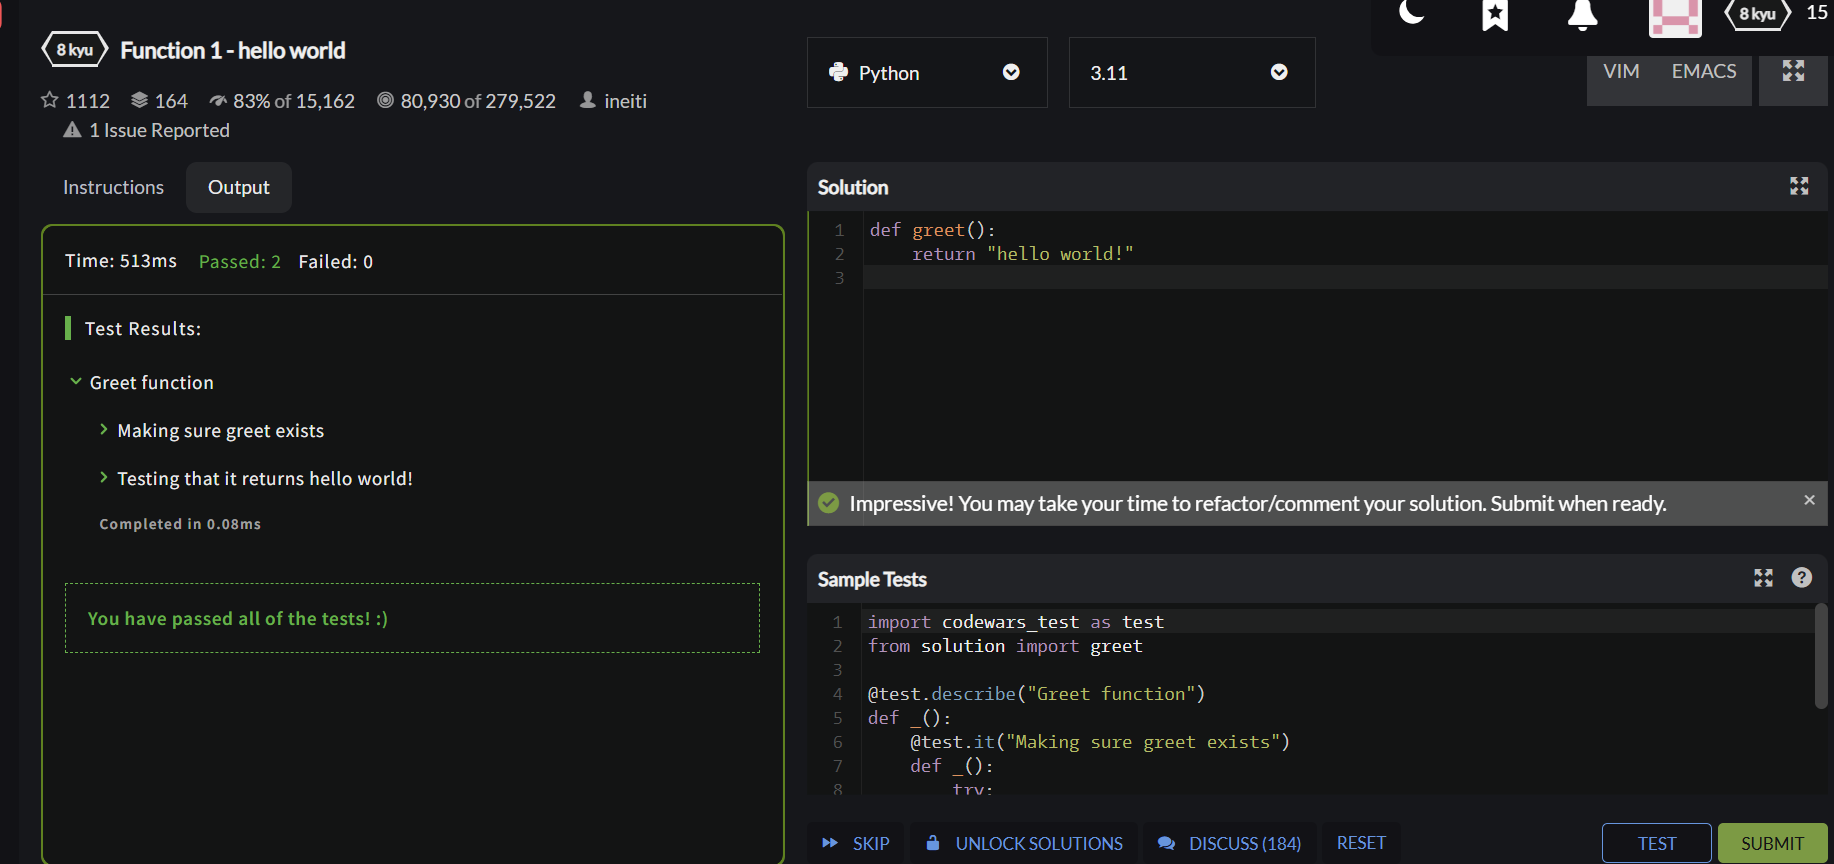 8 kyu Function 1 - hello world
1112 164 83% of 15,162 80,930 of 279,522 ineiti
1 Issue Reported
Instructions Output
Time: 513ms Passed: 2 Failed: 0
Test Results:
Greet function
Making sure greet exists
Testing that it returns hello world!
Completed in 0.08ms
You have passed all of the tests! :)
8 kyu 15
Python 3.11 VIM EMACS
Solution
1 def greet():
2     return "hello world!"
3
Impressive! You may take your time to refactor/comment your solution. Submit when ready. ×
Sample Tests ?
1 import codewars_test as test
2 from solution import greet
3
4 @test.describe("Greet function")
5 def _():
6     @test.it("Making sure greet exists")
7     def _():
8         try:
SKIP UNLOCK SOLUTIONS DISCUSS (184) RESET TEST SUBMIT